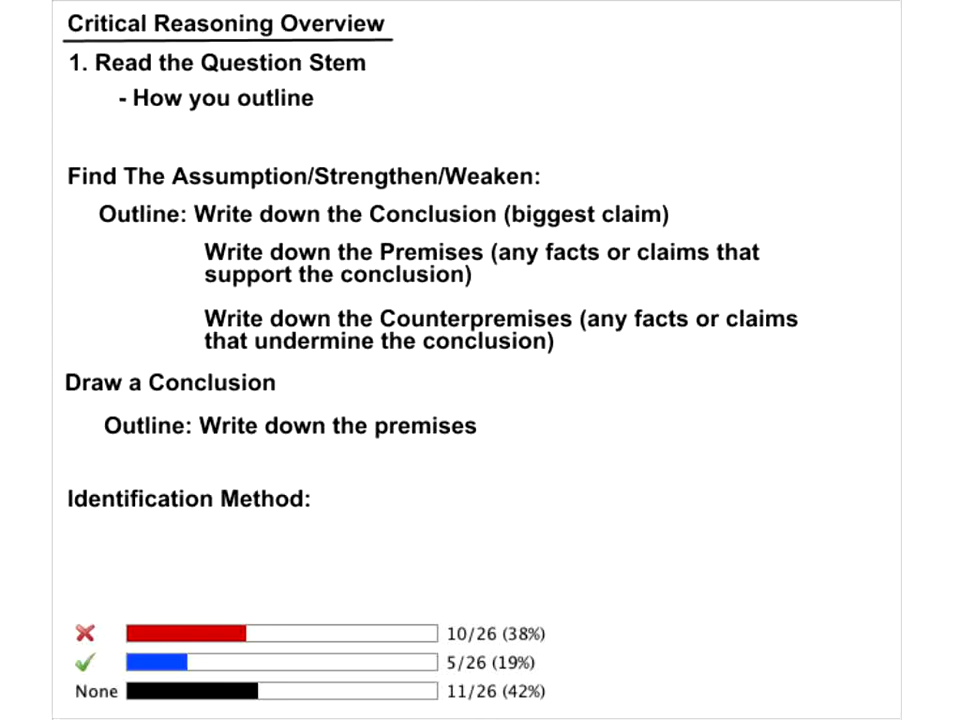 Critical Reasoning Overview
1. Read the Question Stem
- How you outline
Find The Assumption/Strengthen/Weaken:
Outline: Write down the Conclusion (biggest claim)
Write down the Premises (any facts or claims that
support the conclusion)
Write down the Counterpremises (any facts or claims
that undermine the conclusion)
Draw a Conclusion
Outline: Write down the premises
Identification Method:
10/26 (38%)
5/26 (19%)
None 11/26 (42%)